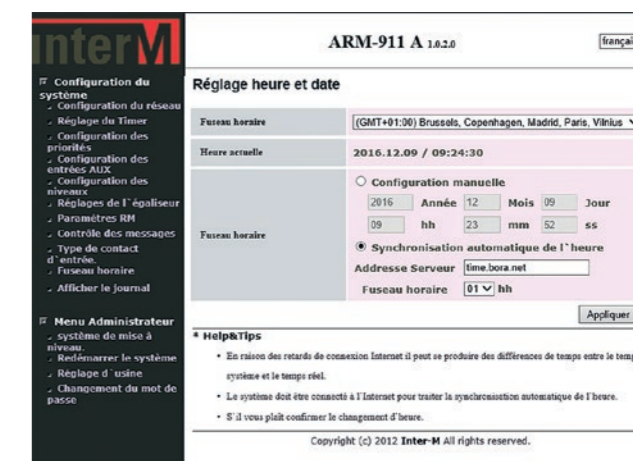 interM
ARM-911 A 1.0.2.0
françai
Configuration du
système
Configuration du réseau
Réglage du Timer
Configuration des
priorités
Configuration des
entrées AUX
Configuration des
niveaux
Réglages de l`égaliseur
Paramètres RM
Contrôle des messages
Type de contact
d`entrée.
Fuseau horaire
Afficher le journal
Menu Administrateur
système de mise à
niveau.
Redémarrer le système
Réglage d`usine
Changement du mot de
passe
Réglage heure et date
Fuseau horaire
(GMT+01:00) Brussels, Copenhagen, Madrid, Paris, Vilnius
Heure actuelle
2016.12.09 / 09:24:30
Fuseau horaire
Configuration manuelle
2016 Année 12 Mois 09 Jour
09 hh 23 mm 52 ss
Synchronisation automatique de l`heure
Addresse Serveur time.bora.net
Fuseau horaire 01 hh
Appliquer
* Help&Tips
• En raison des retards de connexion Internet il peut se produire des différences de temps entre le temp
système et le temps réel.
• Le système doit être connecté à l'Internet pour traiter la synchronisation automatique de l'heure.
• S'il vous plaît confirmer le changement d'heure.
Copyright (c) 2012 Inter-M All rights reserved.